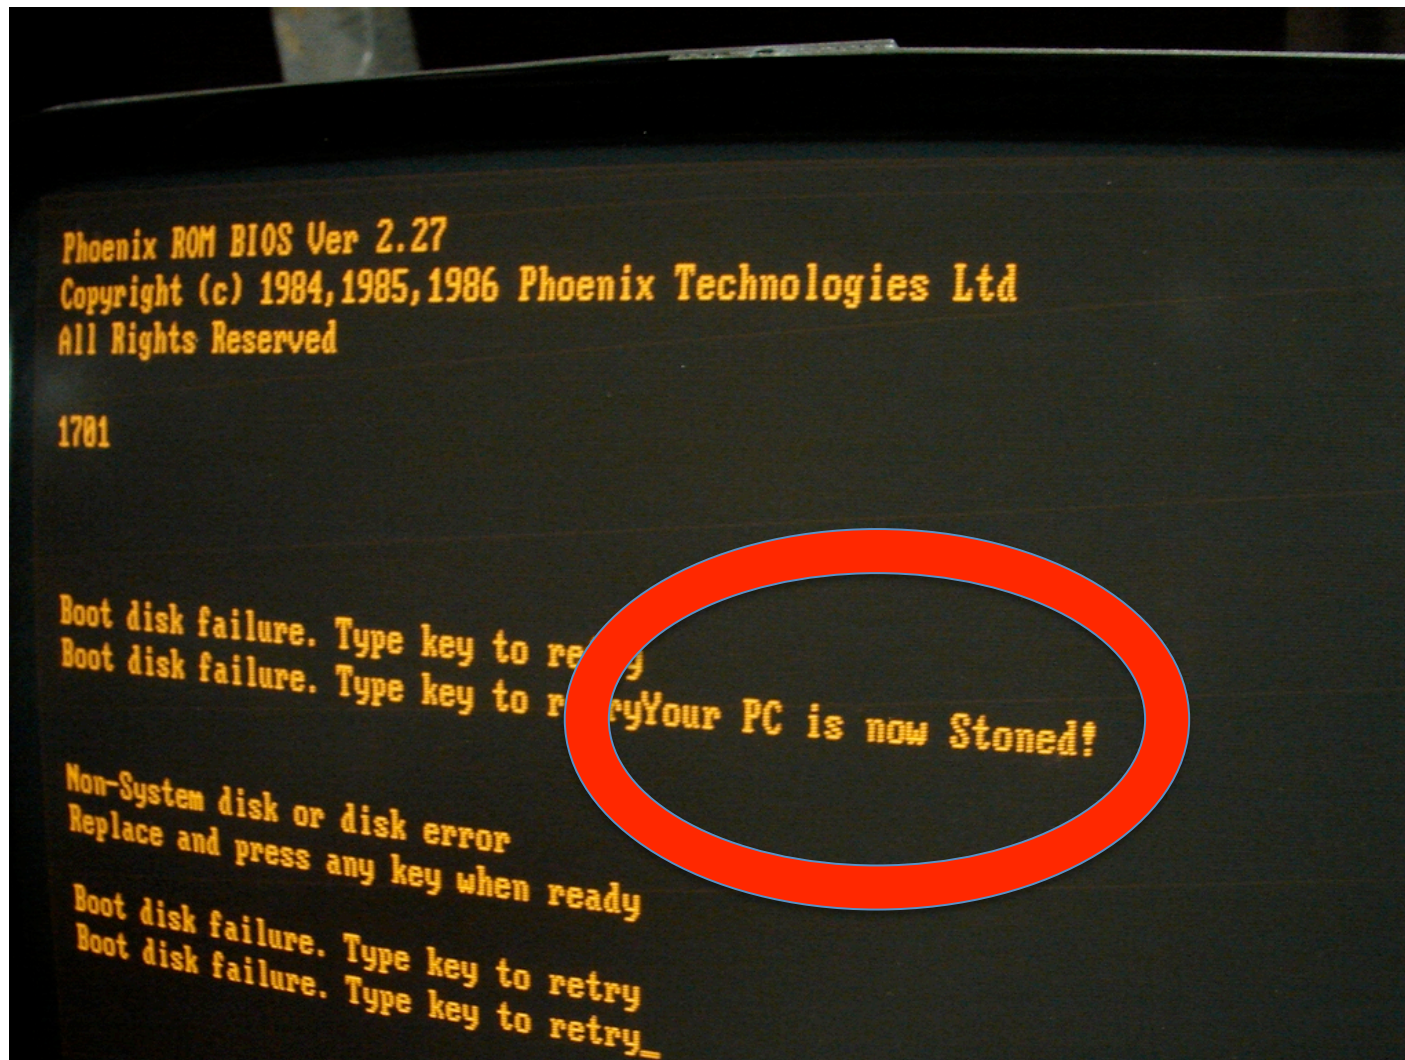 Phoenix ROM BIOS Ver 2.27
Copyright (c) 1984,1985,1986 Phoenix Technologies Ltd
All Rights Reserved
1701
Boot disk failure. Type key to retry
Boot disk failure. Type key to retryYour PC is now Stoned!
Non-System disk or disk error
Replace and press any key when ready
Boot disk failure. Type key to retry
Boot disk failure. Type key to retry_